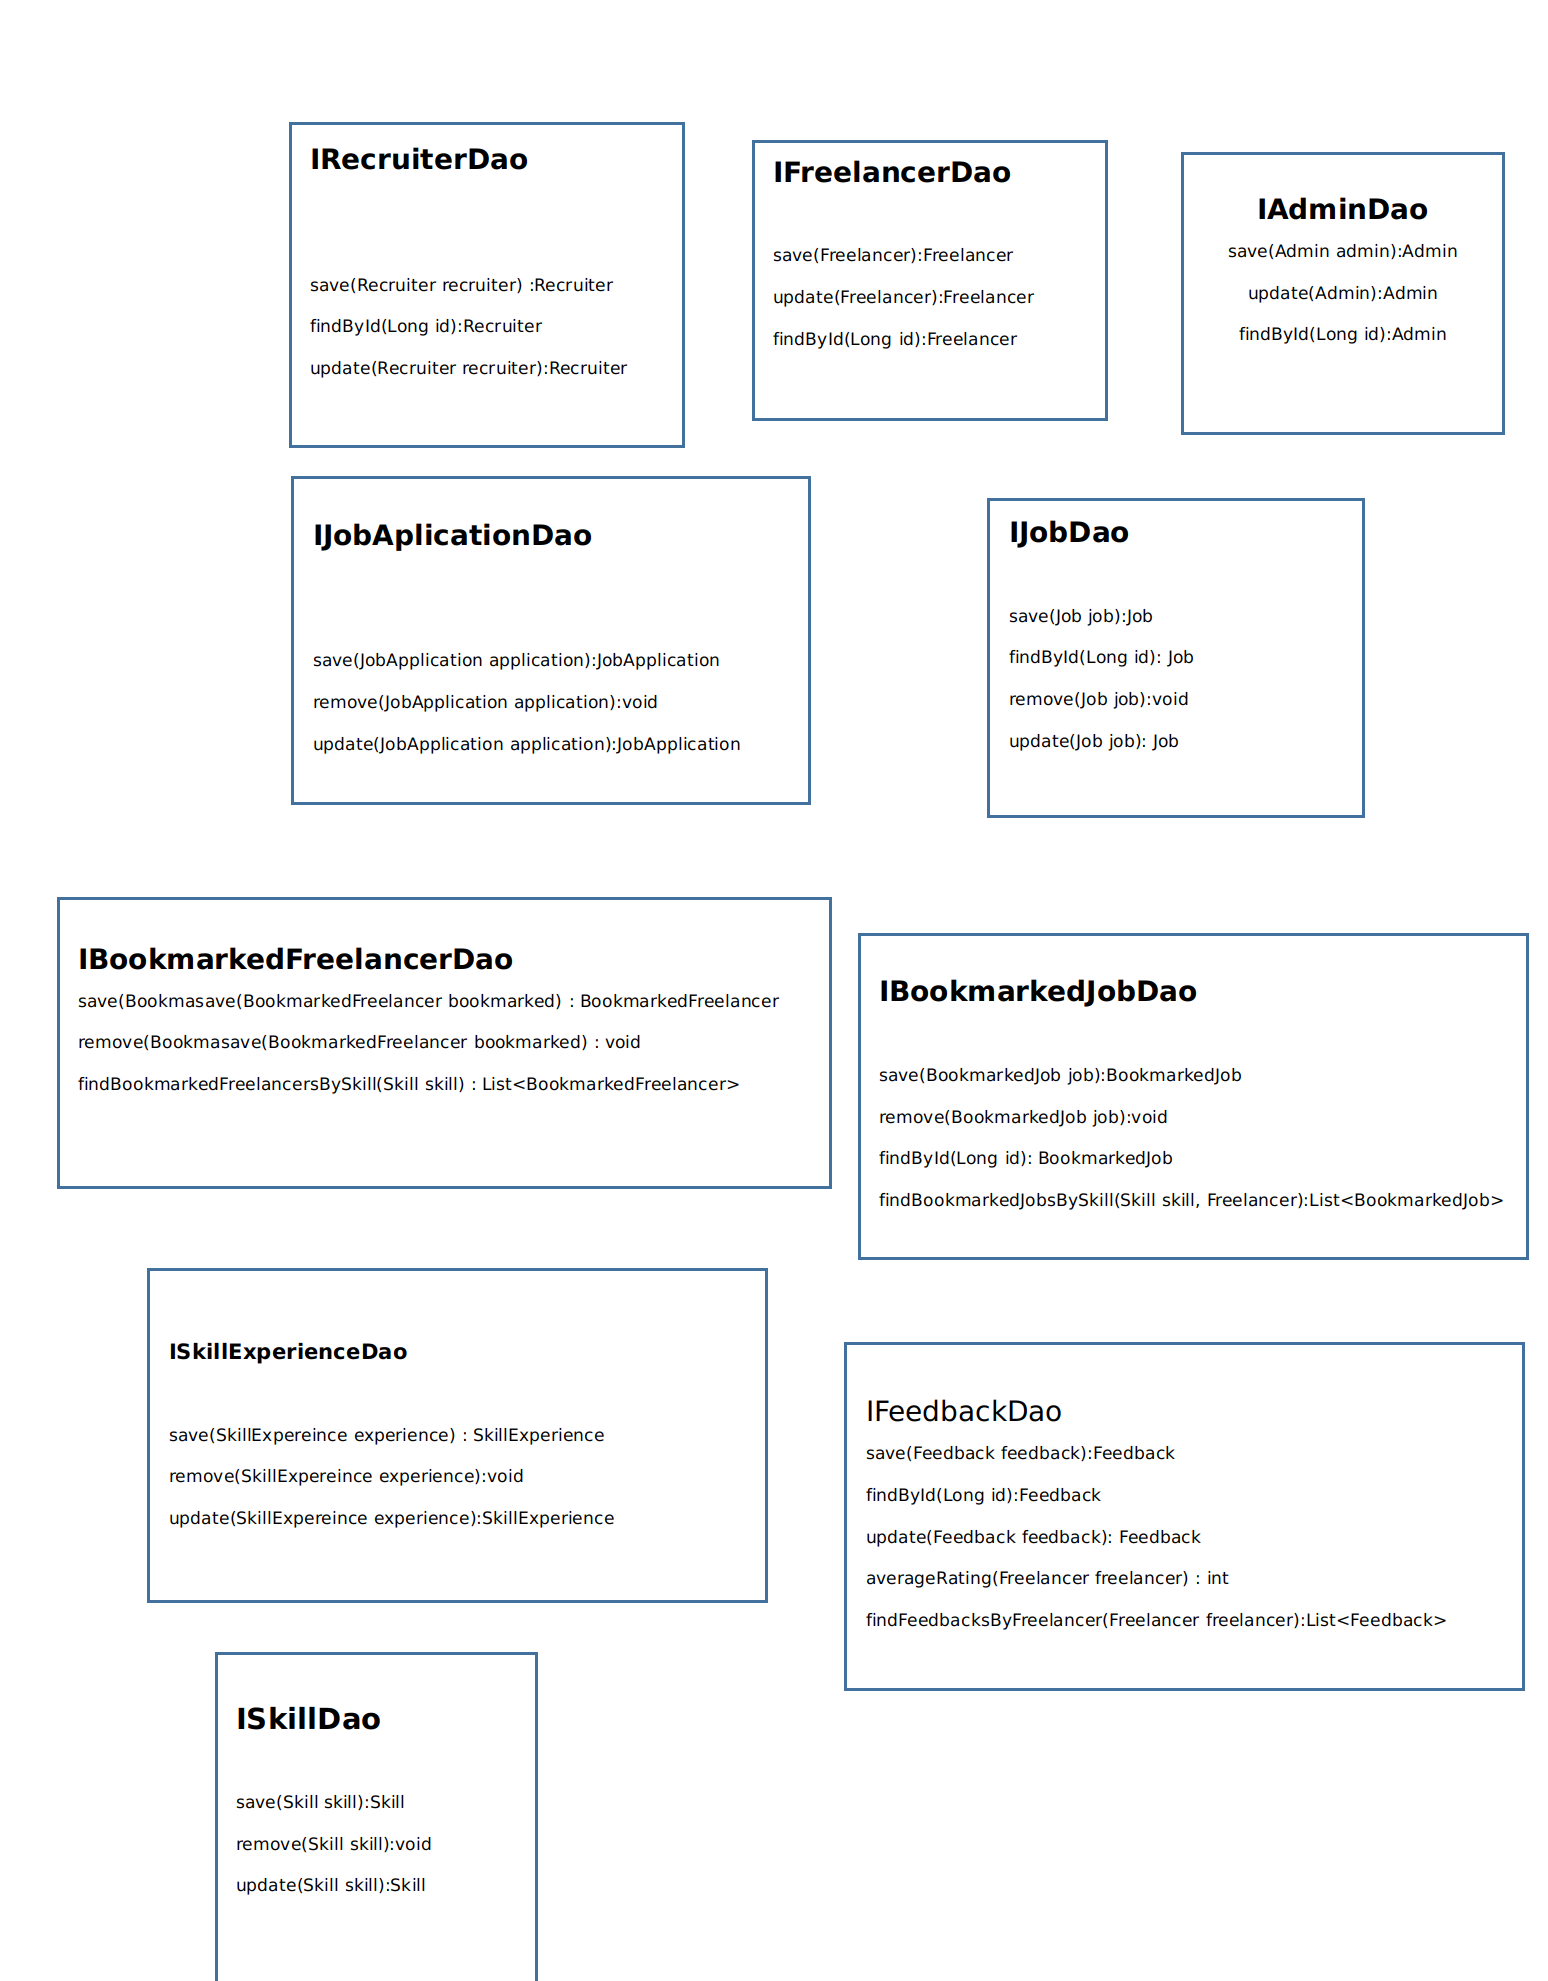 IRecruiterDao
save(Recruiter recruiter) :Recruiter
findById(Long id):Recruiter
update(Recruiter recruiter):Recruiter
IFreelancerDao
save(Freelancer):Freelancer
update(Freelancer):Freelancer
findById(Long id):Freelancer
IAdminDao
save(Admin admin):Admin
update(Admin):Admin
findById(Long id):Admin
IJobAplicationDao
save(JobApplication application):JobApplication
remove(JobApplication application):void
update(JobApplication application):JobApplication
IJobDao
save(Job job):Job
findById(Long id): Job
remove(Job job):void
update(Job job): Job
IBookmarkedFreelancerDao
save(Bookmasave(BookmarkedFreelancer bookmarked) : BookmarkedFreelancer
remove(Bookmasave(BookmarkedFreelancer bookmarked) : void
findBookmarkedFreelancersBySkill(Skill skill) : List<BookmarkedFreelancer>
IBookmarkedJobDao
save(BookmarkedJob job):BookmarkedJob
remove(BookmarkedJob job):void
findById(Long id): BookmarkedJob
findBookmarkedJobsBySkill(Skill skill, Freelancer):List<BookmarkedJob>
ISkillExperienceDao
save(SkillExpereince experience) : SkillExperience
remove(SkillExpereince experience):void
update(SkillExpereince experience):SkillExperience
IFeedbackDao
save(Feedback feedback):Feedback
findById(Long id):Feedback
update(Feedback feedback): Feedback
averageRating(Freelancer freelancer) : int
findFeedbacksByFreelancer(Freelancer freelancer):List<Feedback>
ISkillDao
save(Skill skill):Skill
remove(Skill skill):void
update(Skill skill):Skill